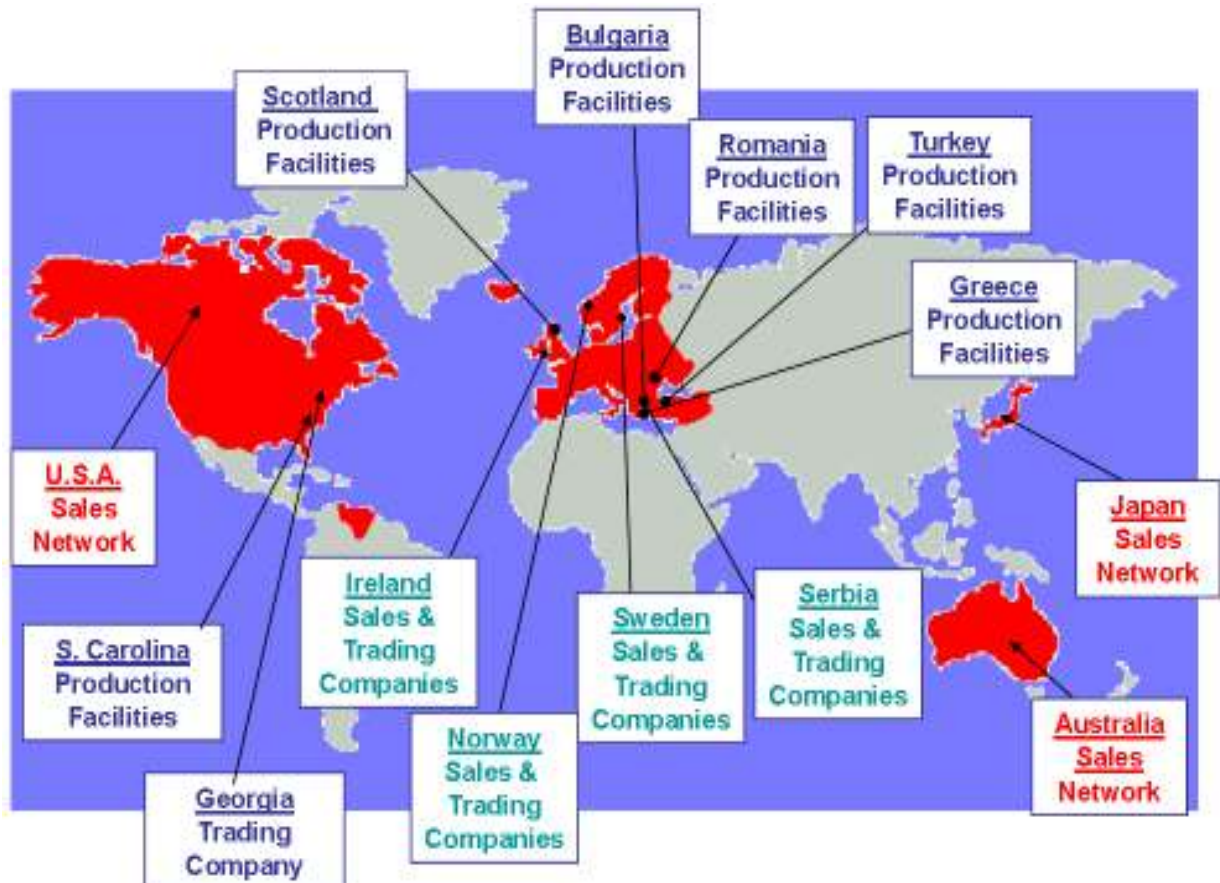 Bulgaria
Production
Facilities
Scotland
Production
Facilities
Romania
Production
Facilities
Turkey
Production
Facilities
Greece
Production
Facilities
U.S.A.
Sales
Network
Japan
Sales
Network
Ireland
Sales &
Trading
Companies
Sweden
Sales &
Trading
Companies
Serbia
Sales &
Trading
Companies
S. Carolina
Production
Facilities
Norway
Sales &
Trading
Companies
Australia
Sales
Network
Georgia
Trading
Company